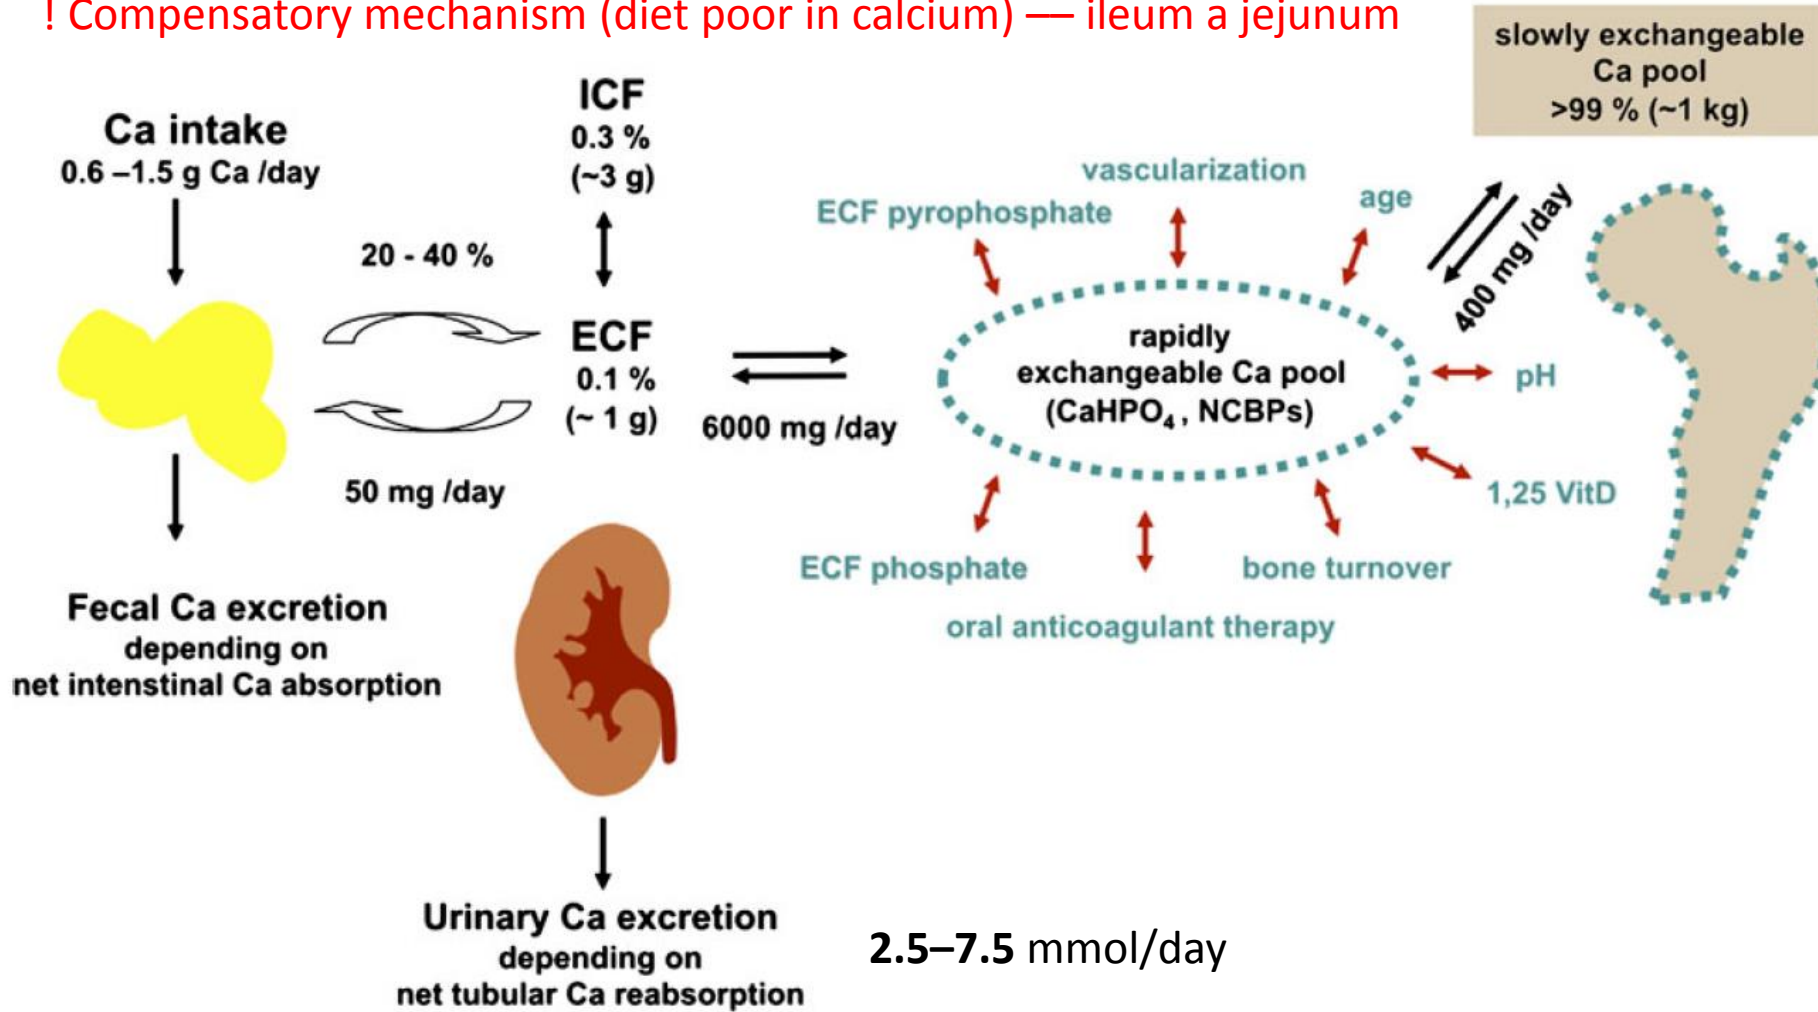 ! Compensatory mechanism (diet poor in calcium) — ileum a jejunum
slowly exchangeable
Ca pool
>99 % (~1 kg)
Ca intake
0.6 –1.5 g Ca /day
ICF
0.3 %
(~3 g)
20 - 40 %
ECF
0.1 %
(~ 1 g)
50 mg /day
6000 mg /day
vascularization
ECF pyrophosphate
age
400 mg /day
rapidly
exchangeable Ca pool
(CaHPO₄ , NCBPs)
pH
1,25 VitD
ECF phosphate
bone turnover
oral anticoagulant therapy
Fecal Ca excretion
depending on
net intenstinal Ca absorption
Urinary Ca excretion
depending on
net tubular Ca reabsorption
2.5–7.5 mmol/day